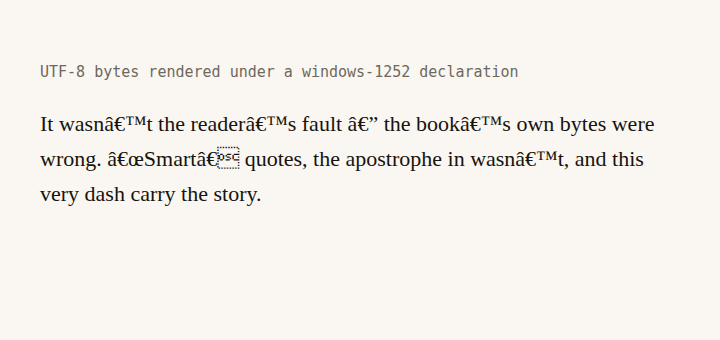 UTF-8 bytes rendered under a windows-1252 declaration
It wasnâ€™t the readerâ€™s fault â€” the bookâ€™s own bytes were
wrong. â€œSmartâ€ quotes, the apostrophe in wasnâ€™t, and this
very dash carry the story.